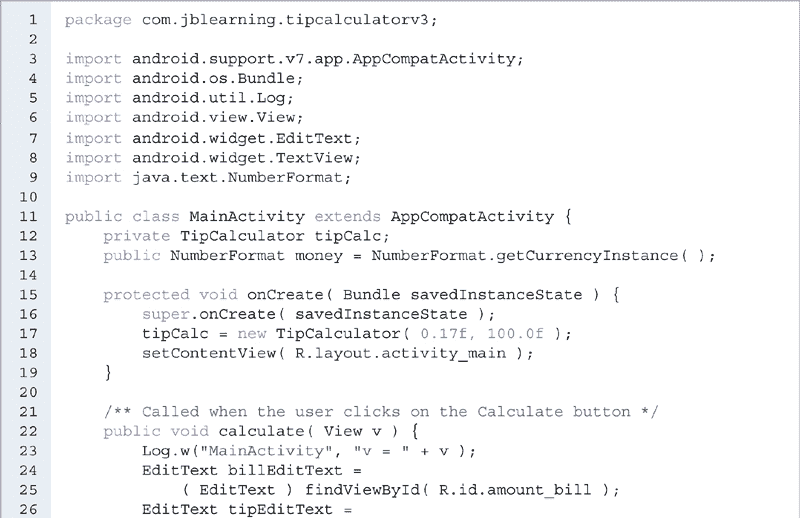 1 package com.jblearning.tipcalculatorv3;
2
3 import android.support.v7.app.AppCompatActivity;
4 import android.os.Bundle;
5 import android.util.Log;
6 import android.view.View;
7 import android.widget.EditText;
8 import android.widget.TextView;
9 import java.text.NumberFormat;
10
11 public class MainActivity extends AppCompatActivity {
12     private TipCalculator tipCalc;
13     public NumberFormat money = NumberFormat.getCurrencyInstance( );
14
15     protected void onCreate( Bundle savedInstanceState ) {
16         super.onCreate( savedInstanceState );
17         tipCalc = new TipCalculator( 0.17f, 100.0f );
18         setContentView( R.layout.activity_main );
19     }
20
21     /** Called when the user clicks on the Calculate button */
22     public void calculate( View v ) {
23         Log.w("MainActivity", "v = " + v );
24         EditText billEditText =
25             ( EditText ) findViewById( R.id.amount_bill );
26         EditText tipEditText =